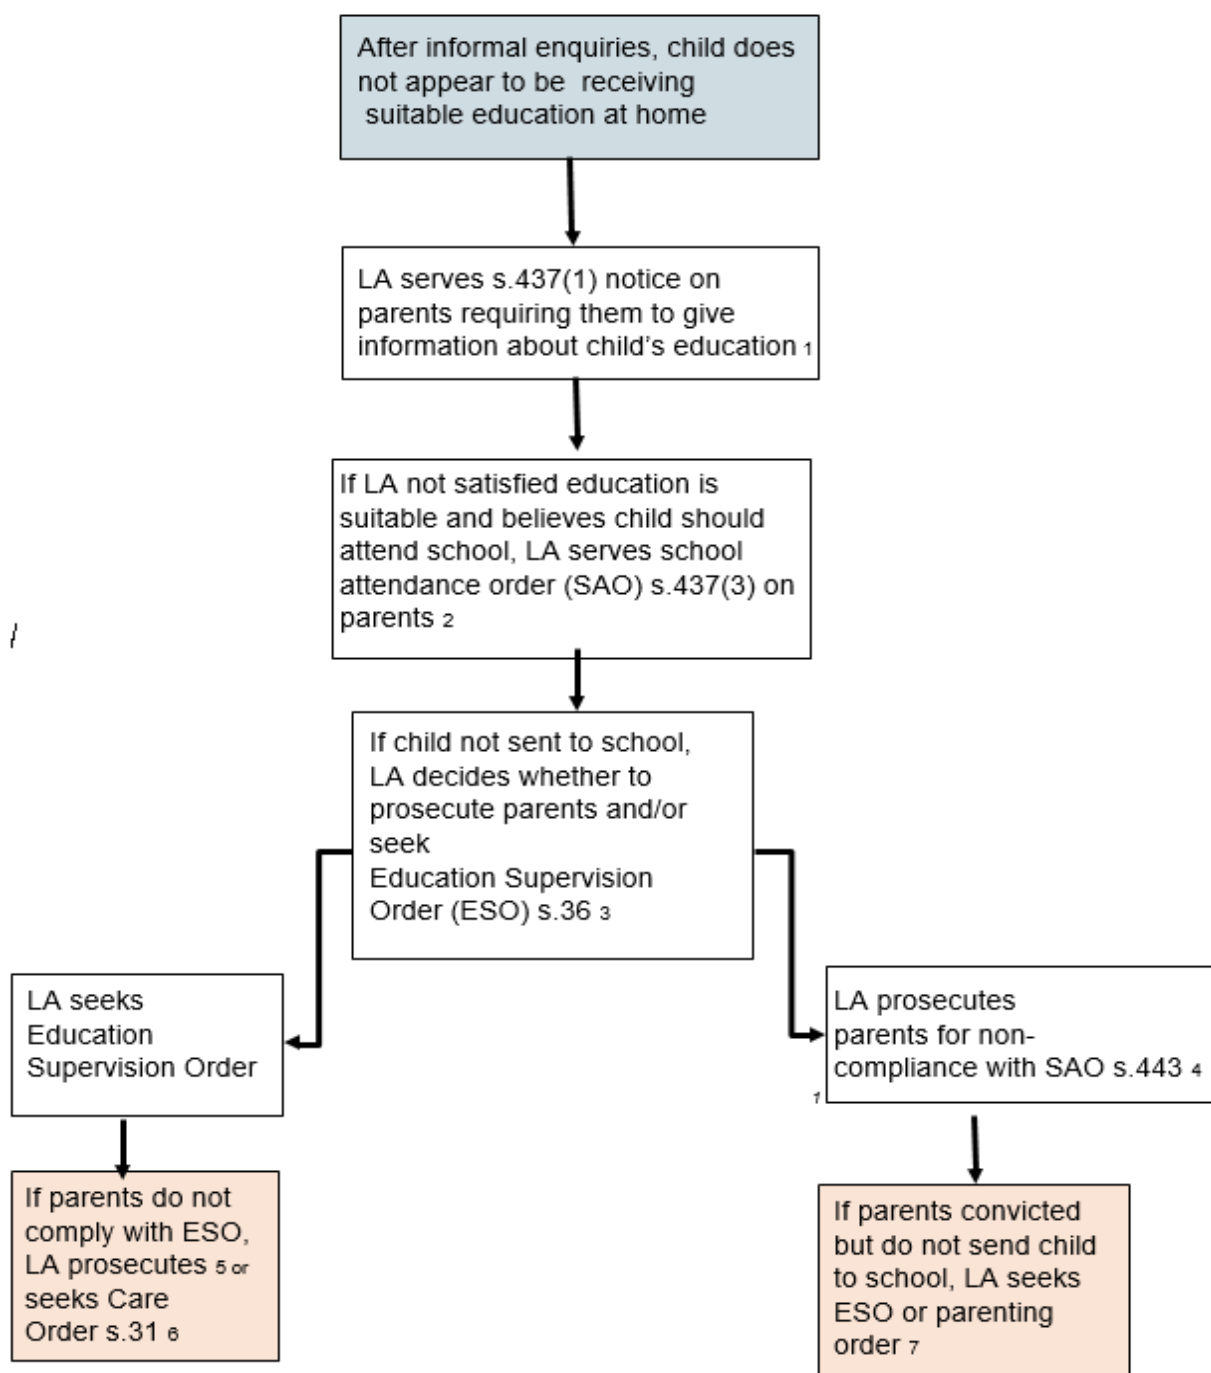 After informal enquiries, child does
not appear to be receiving
suitable education at home
LA serves s.437(1) notice on
parents requiring them to give
information about child's education 1
If LA not satisfied education is
suitable and believes child should
attend school, LA serves school
attendance order (SAO) s.437(3) on
parents 2
If child not sent to school,
LA decides whether to
prosecute parents and/or
seek
Education Supervision
Order (ESO) s.36 3
LA seeks
Education
Supervision Order
LA prosecutes
parents for non-
compliance with SAO s.443 4
1
If parents do not
comply with ESO,
LA prosecutes 5 or
seeks Care
Order s.31 6
If parents convicted
but do not send child
to school, LA seeks
ESO or parenting
order 7